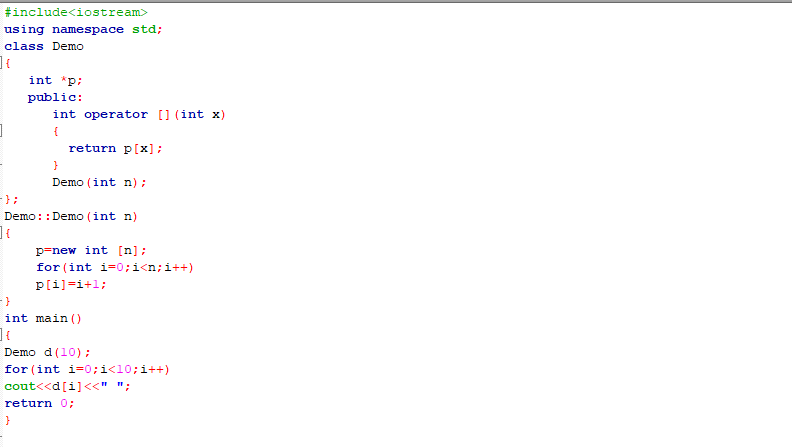 #include<iostream>
using namespace std;
class Demo
{
int *p;
public:
int operator [](int x)
{
return p[x];
}
Demo(int n);
};
Demo::Demo(int n)
{
p=new int [n];
for(int i=0;i<n;i++)
p[i]=i+1;
}
int main()
{
Demo d(10);
for(int i=0;i<10;i++)
cout<<d[i]<<" ";
return 0;
}